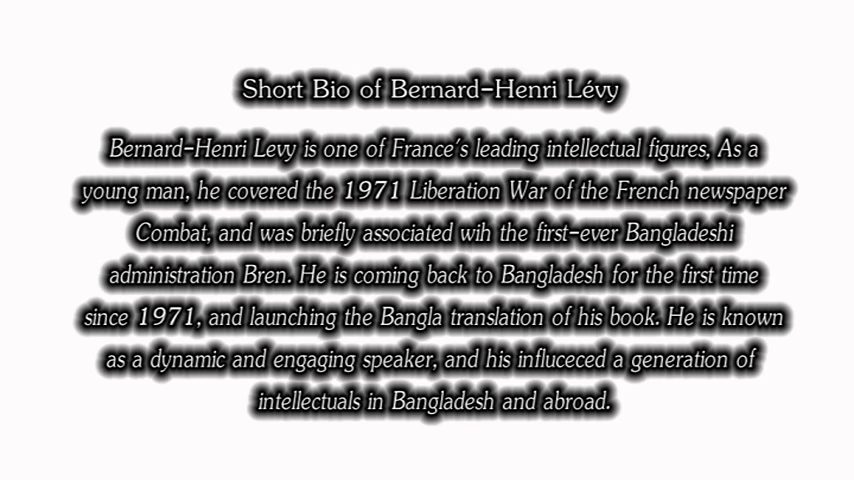 Short Bio of Bernard-Henri Lévy
Bernard-Henri Levy is one of France's leading intellectual figures, As a
young man, he covered the 1971 Liberation War of the French newspaper
Combat, and was briefly associated wih the first-ever Bangladeshi
administration Bren. He is coming back to Bangladesh for the first time
since 1971, and launching the Bangla translation of his book. He is known
as a dynamic and engaging speaker, and his influceced a generation of
intellectuals in Bangladesh and abroad.